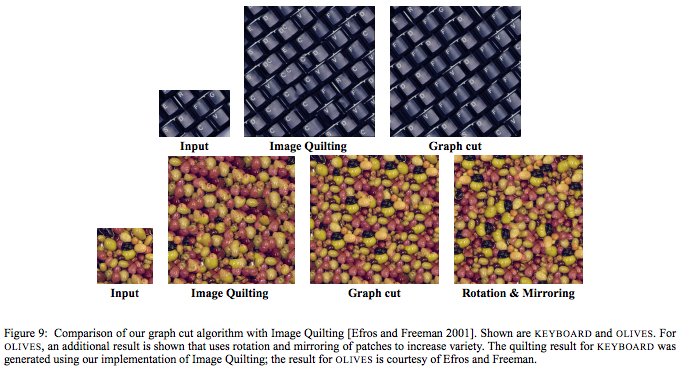 Input Image Quilting Graph cut
Input Image Quilting Graph cut Rotation & Mirroring
Figure 9: Comparison of our graph cut algorithm with Image Quilting [Efros and Freeman 2001]. Shown are KEYBOARD and OLIVES. For
OLIVES, an additional result is shown that uses rotation and mirroring of patches to increase variety. The quilting result for KEYBOARD was
generated using our implementation of Image Quilting; the result for OLIVES is courtesy of Efros and Freeman.